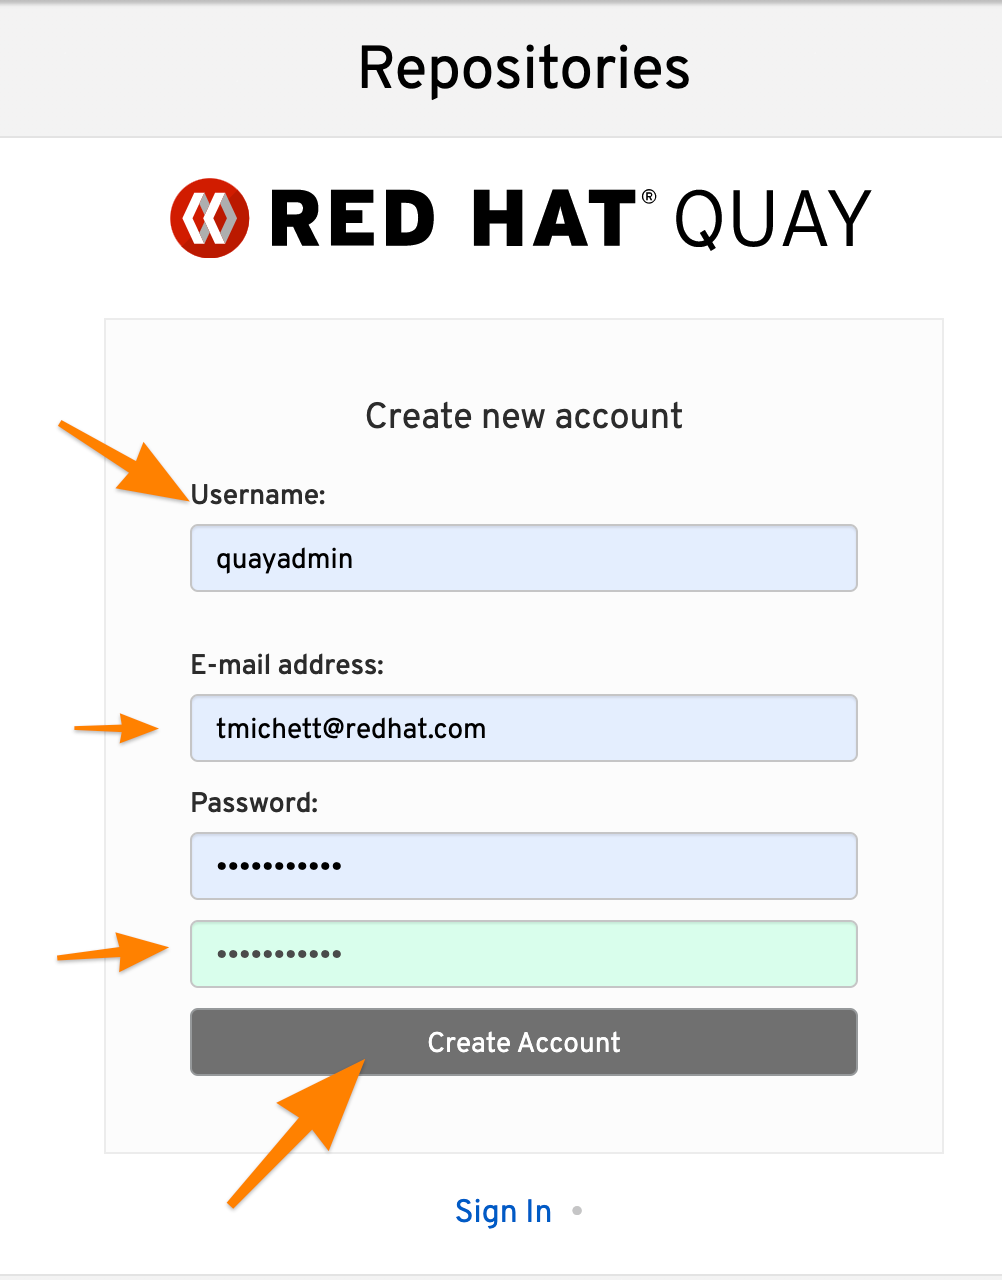 Repositories
RED HAT® QUAY
Create new account
Username:
quayadmin
E-mail address:
tmichett@redhat.com
Password:
•••••••••••
•••••••••••
Create Account
Sign In •